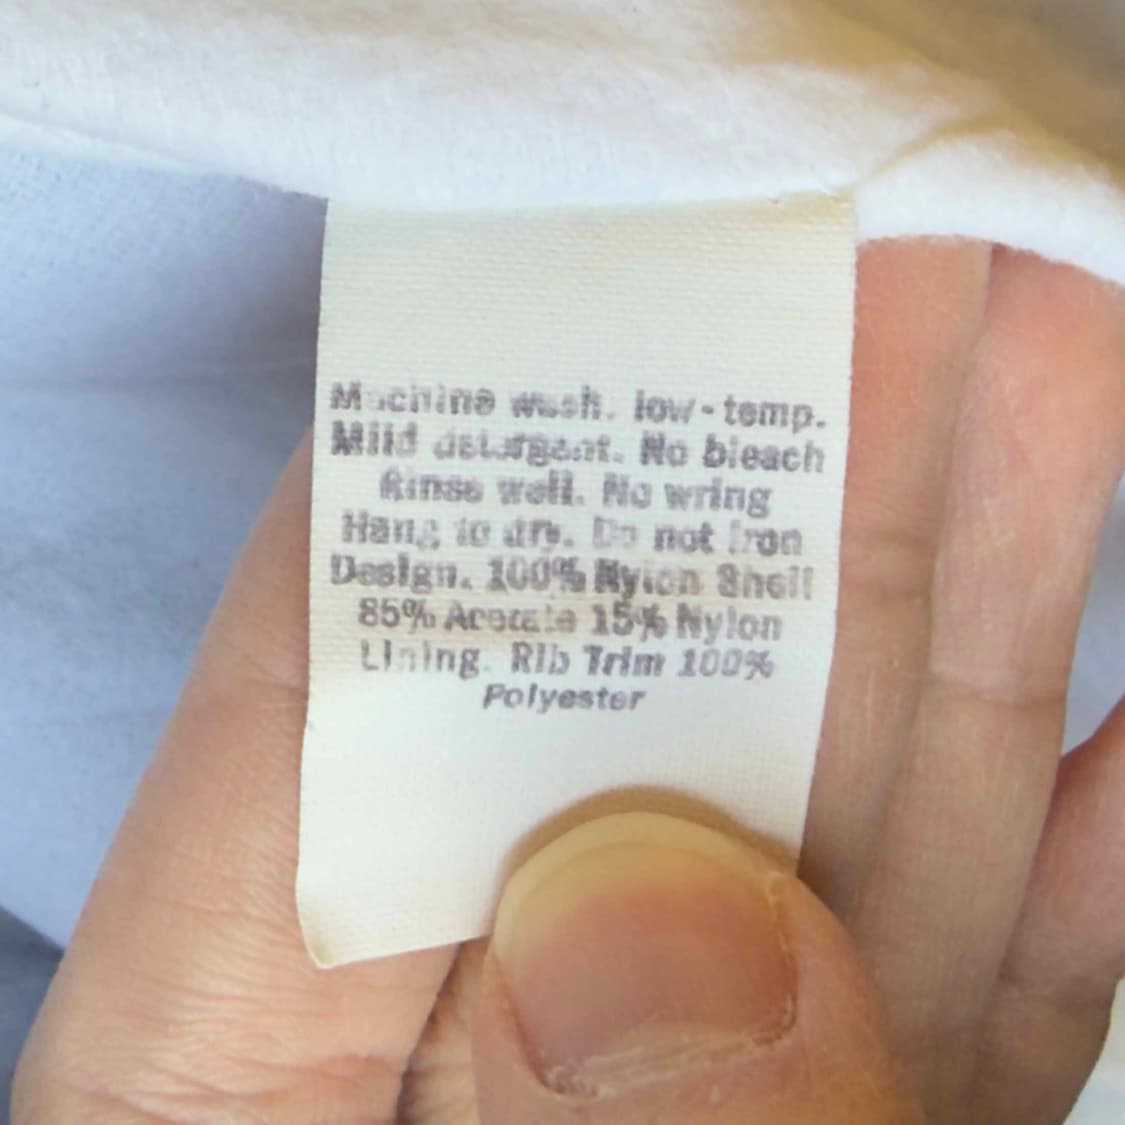 Machine wash. low-temp.
Mild detergent. No bleach
Rinse well. No wring
Hang to dry. Do not iron
Design. 100% Nylon Shell
85% Acetate 15% Nylon
Lining. Rib Trim 100%
Polyester